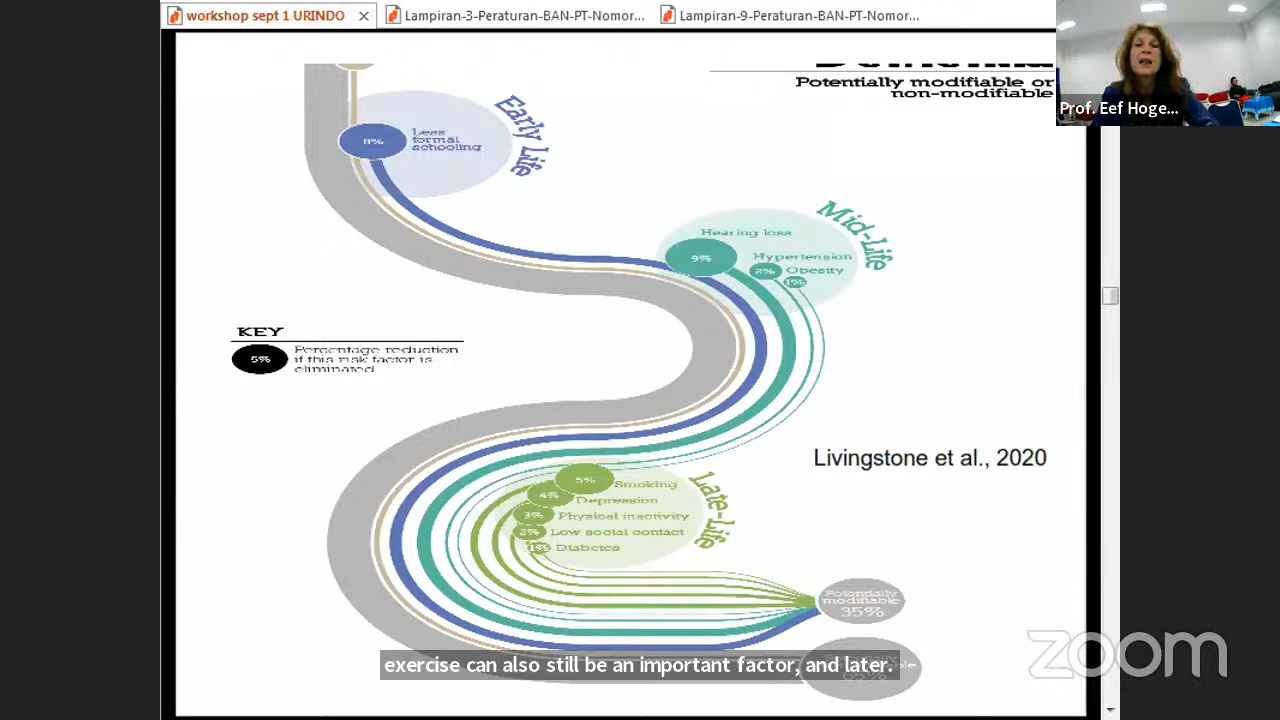 workshop sept 1 URINDO
Lampiran-3-Peraturan-BAN-PT-Nomor...
Lampiran-9-Peraturan-BAN-PT-Nomor...
Potentially modifiable or
non-modifiable
Prof. Eef Hoge...
Early Life
8%
Less
formal
schooling
Mid-Life
Hearing loss
9%
Hypertension
2%
Obesity
1%
KEY
5%
Percentage reduction
if this risk factor is
eliminated
Livingstone et al., 2020
Late-Life
5%
Smoking
4%
Depression
3%
Physical inactivity
2%
Low social contact
1%
Diabetes
Potentially
modifiable
35%
65%
exercise can also still be an important factor, and later.
zoom